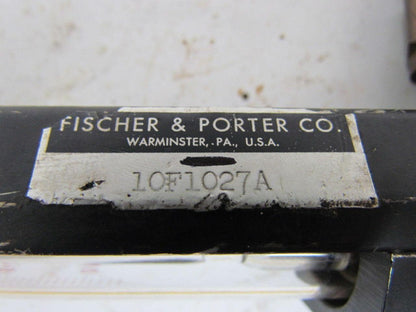 FISCHER & PORTER CO.
WARMINSTER, PA., U.S.A.
10F1027A